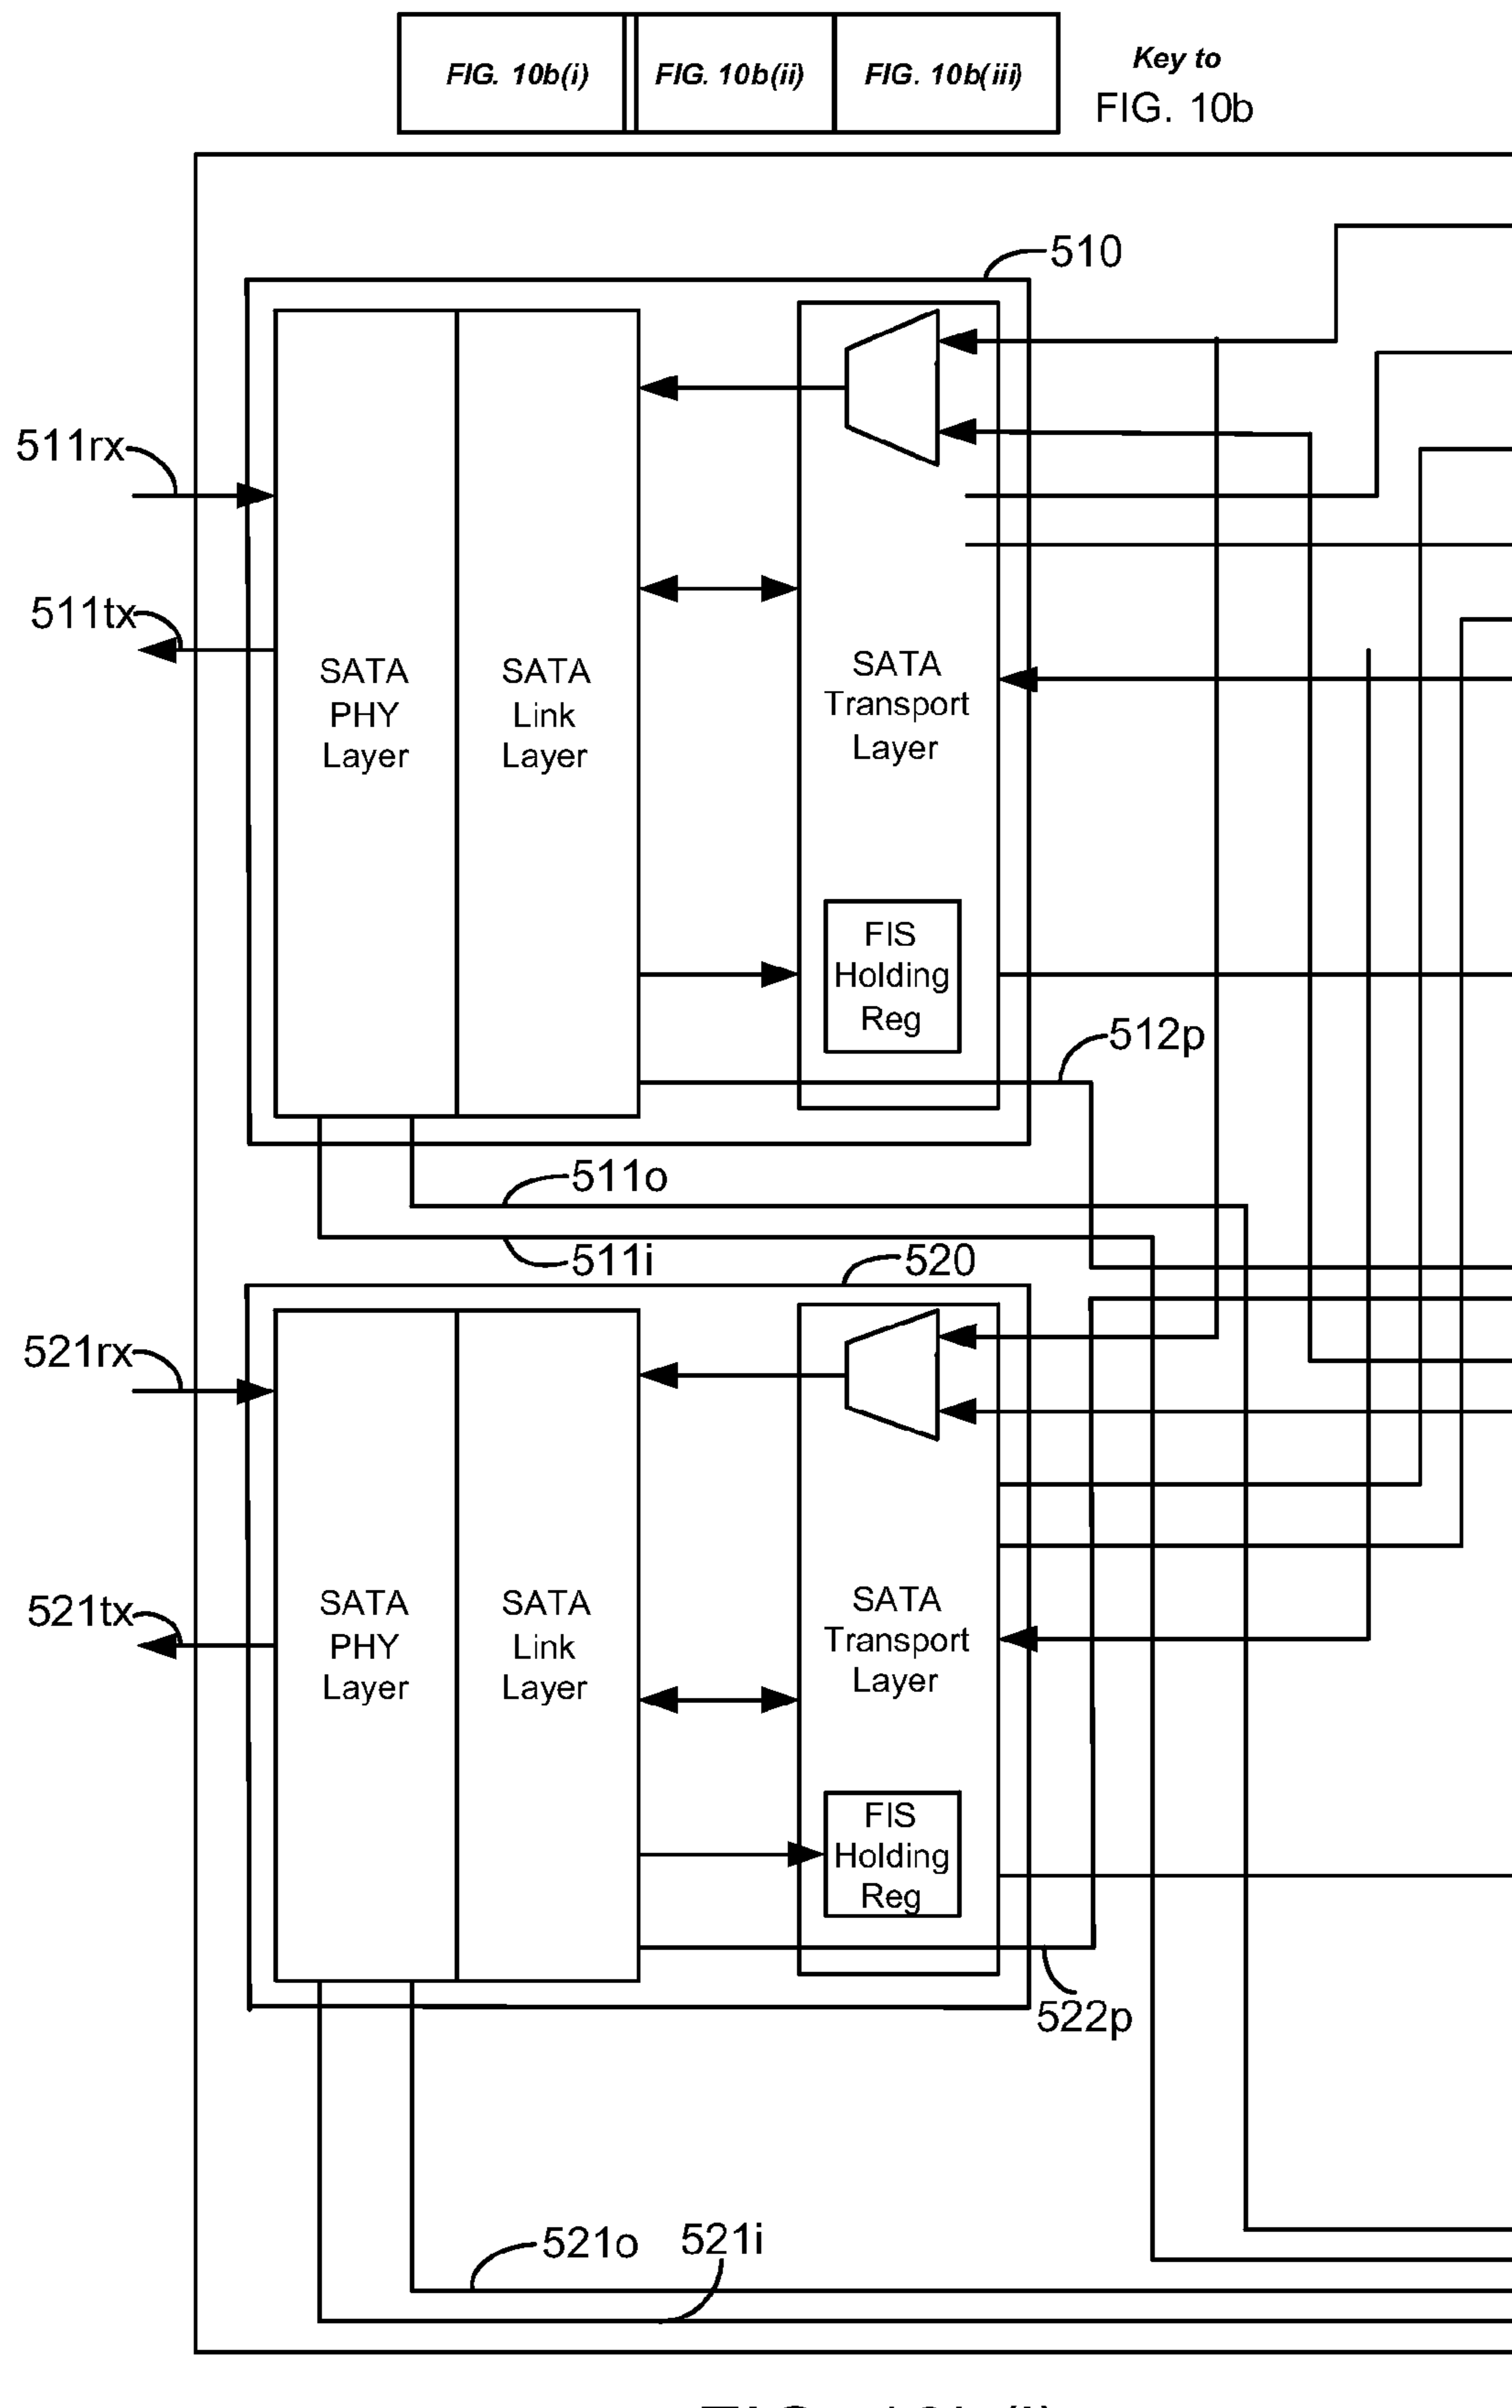 FIG. 10b(i) FIG. 10b(ii) FIG. 10b(iii)
Key to
FIG. 10b
510
511rx
511tx
SATA
PHY
Layer
SATA
Link
Layer
SATA
Transport
Layer
FIS
Holding
Reg
512p
511o
511i
520
521rx
521tx
SATA
PHY
Layer
SATA
Link
Layer
SATA
Transport
Layer
FIS
Holding
Reg
522p
521o
521i